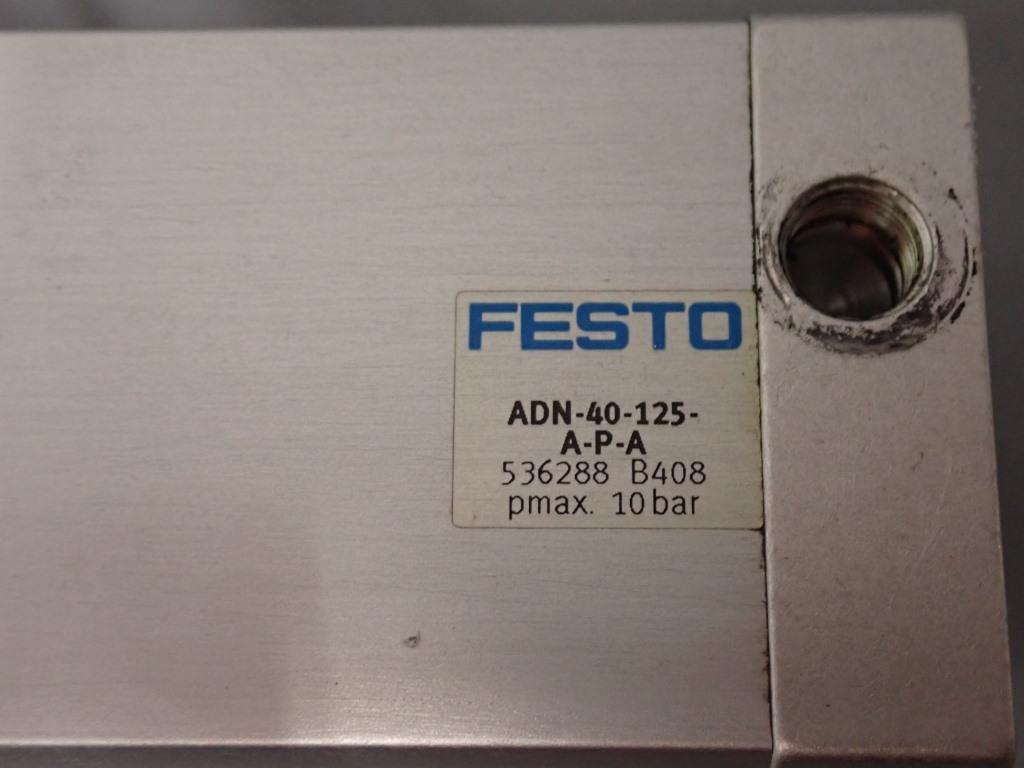 FESTO
ADN-40-125-
A-P-A
536288 B408
pmax. 10 bar